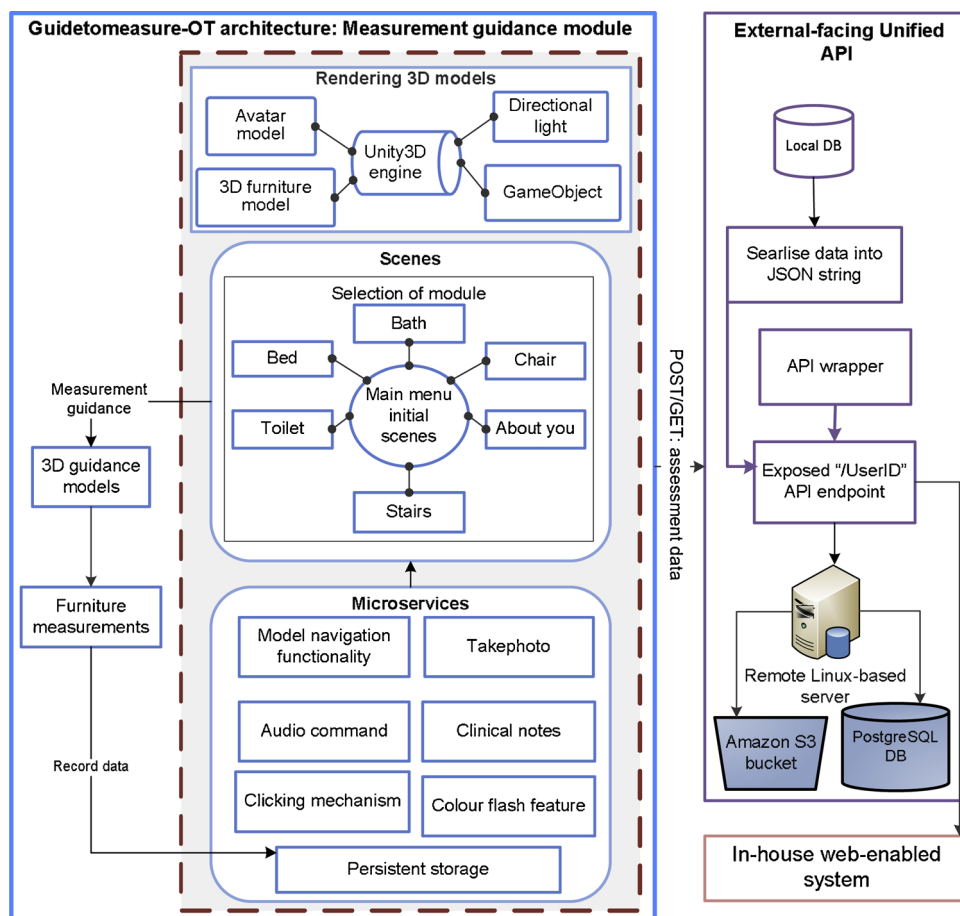 Guidetomeasure-OT architecture: Measurement guidance module
Rendering 3D models
Avatar
model
Directional
light
Unity3D
engine
3D furniture
model
GameObject
Scenes
Selection of module
Bath
Bed
Chair
Main menu
initial
scenes
Toilet
About you
Stairs
Measurement
guidance
3D guidance
models
Furniture
measurements
Record data
Microservices
Model navigation
functionality
Takephoto
Audio command
Clinical notes
Clicking mechanism
Colour flash feature
Persistent storage
POST/GET: assessment data
External-facing Unified
API
Local DB
Searlise data into
JSON string
API wrapper
Exposed “/UserID”
API endpoint
Remote Linux-based
server
Amazon S3
bucket
PostgreSQL
DB
In-house web-enabled
system